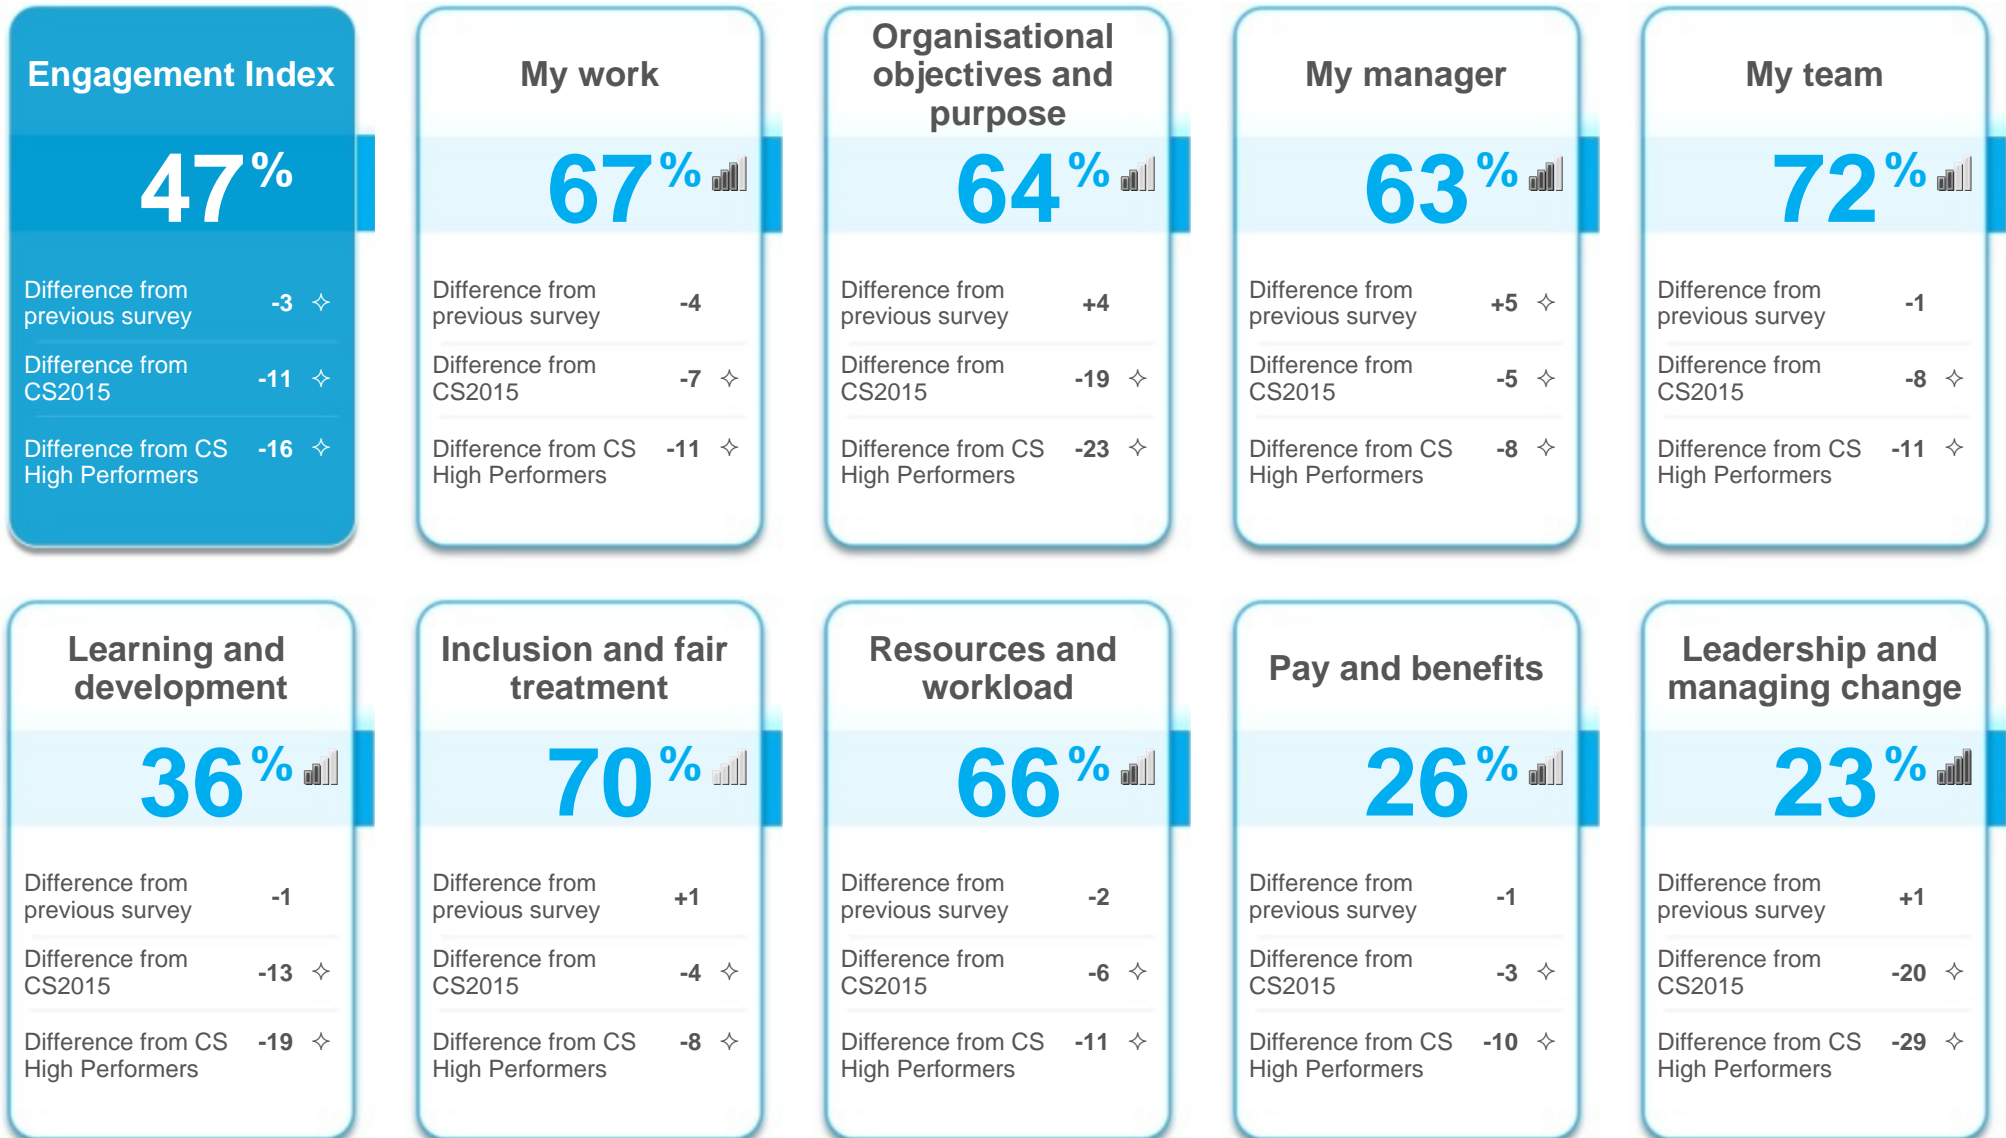 Engagement Index
47%
Difference from
previous survey
-3 ✧
Difference from
CS2015
-11 ✧
Difference from CS
High Performers
-16 ✧
My work
67%
Difference from
previous survey
-4
Difference from
CS2015
-7 ✧
Difference from CS
High Performers
-11 ✧
Organisational
objectives and
purpose
64%
Difference from
previous survey
+4
Difference from
CS2015
-19 ✧
Difference from CS
High Performers
-23 ✧
My manager
63%
Difference from
previous survey
+5 ✧
Difference from
CS2015
-5 ✧
Difference from CS
High Performers
-8 ✧
My team
72%
Difference from
previous survey
-1
Difference from
CS2015
-8 ✧
Difference from CS
High Performers
-11 ✧
Learning and
development
36%
Difference from
previous survey
-1
Difference from
CS2015
-13 ✧
Difference from CS
High Performers
-19 ✧
Inclusion and fair
treatment
70%
Difference from
previous survey
+1
Difference from
CS2015
-4 ✧
Difference from CS
High Performers
-8 ✧
Resources and
workload
66%
Difference from
previous survey
-2
Difference from
CS2015
-6 ✧
Difference from CS
High Performers
-11 ✧
Pay and benefits
26%
Difference from
previous survey
-1
Difference from
CS2015
-3 ✧
Difference from CS
High Performers
-10 ✧
Leadership and
managing change
23%
Difference from
previous survey
+1
Difference from
CS2015
-20 ✧
Difference from CS
High Performers
-29 ✧